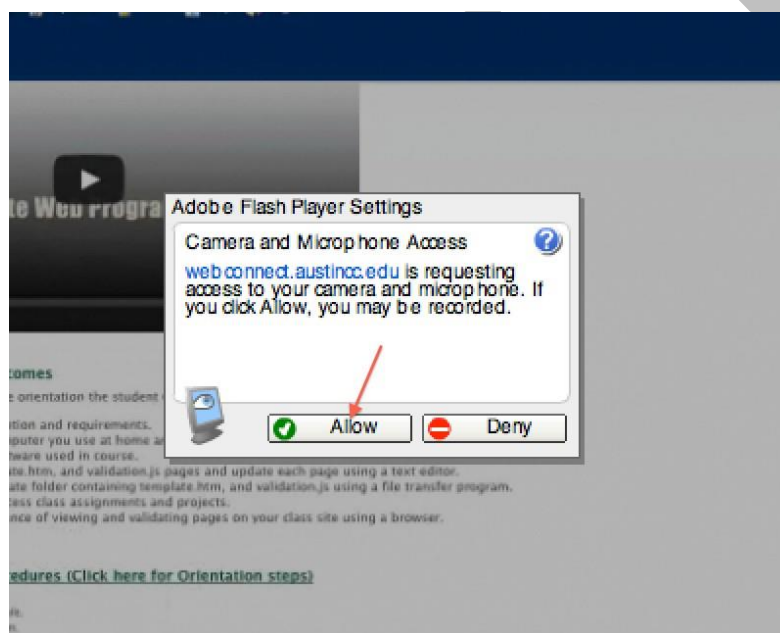 te Web Progra
Adobe Flash Player Settings
Camera and Microphone Access
webconnect.austincc.edu is requesting
access to your camera and microphone. If
you click Allow, you may be recorded.
Allow
Deny
comes
e orientation the student
tion and requirements.
puter you use at home a
tware used in course.
te.htm, and validation.js pages and update each page using a text editor.
ate folder containing template.htm, and validation.js using a file transfer program.
cess class assignments and projects.
nce of viewing and validating pages on your class site using a browser.
edures (Click here for Orientation steps)